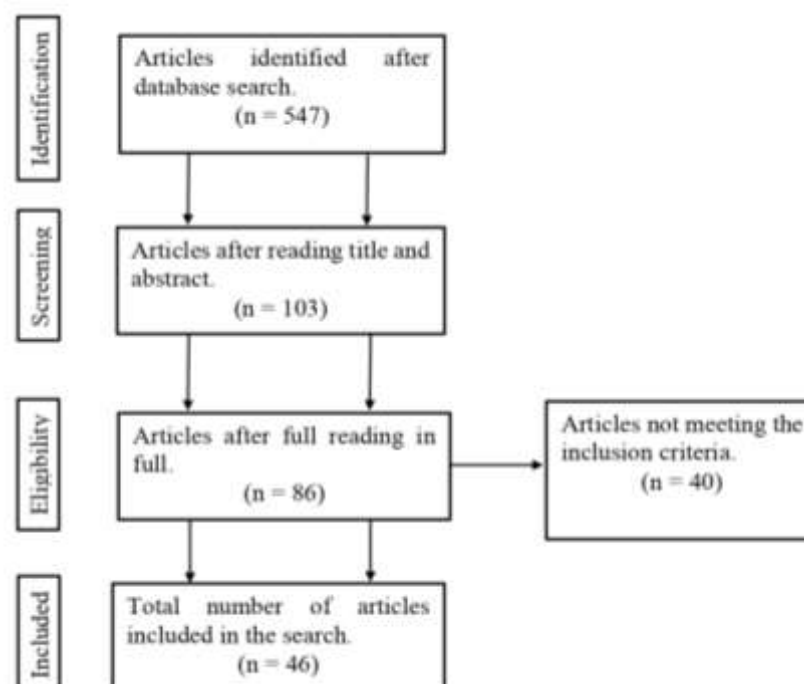 Identification
Articles identified after
database search.
(n = 547)
Screening
Articles after reading title and
abstract.
(n = 103)
Eligibility
Articles after full reading in
full.
(n = 86)
Articles not meeting the
inclusion criteria.
(n = 40)
Included
Total number of articles
included in the search.
(n = 46)